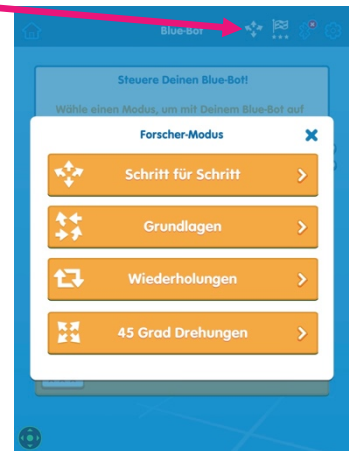 Blue-Bot
Steuere Deinen Blue-Bot!
Wähle einen Modus, um mit Deinem Blue-Bot auf
Forscher-Modus
Schritt für Schritt
Grundlagen
Wiederholungen
45 Grad Drehungen